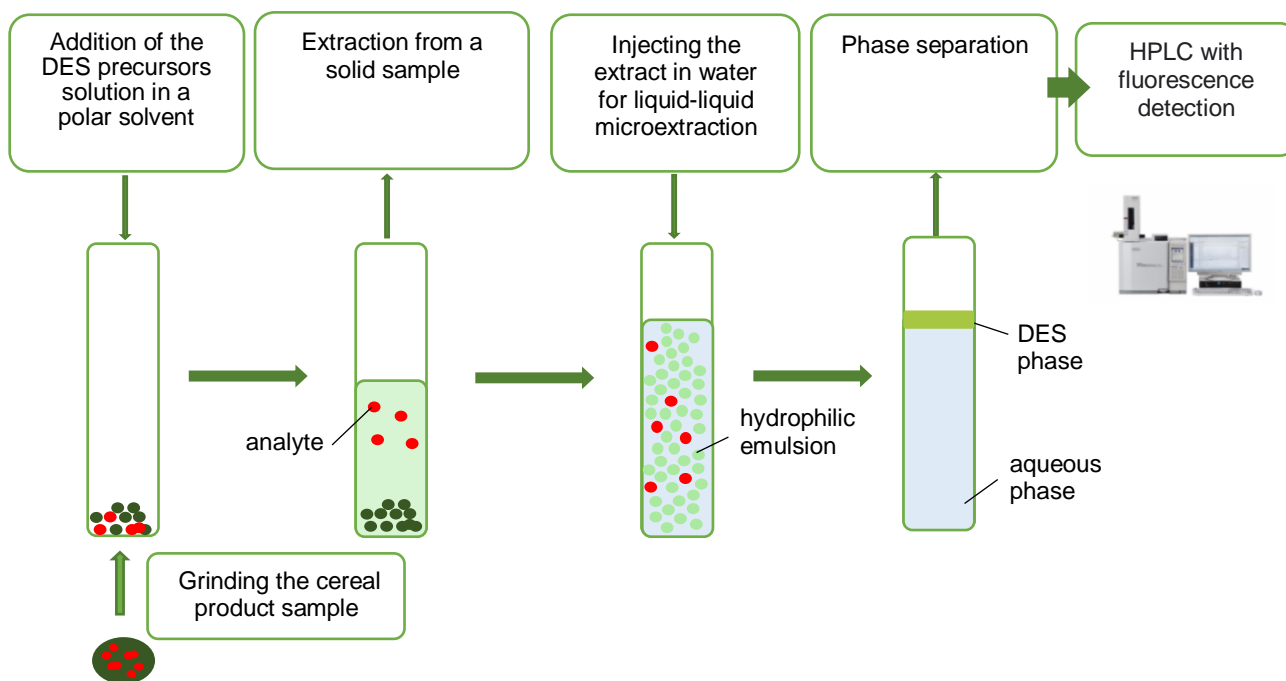 Addition of the
DES precursors
solution in a
polar solvent
Extraction from a
solid sample
Injecting the
extract in water
for liquid-liquid
microextraction
Phase separation
HPLC with
fluorescence
detection
analyte
hydrophilic
emulsion
DES
phase
aqueous
phase
Grinding the cereal
product sample